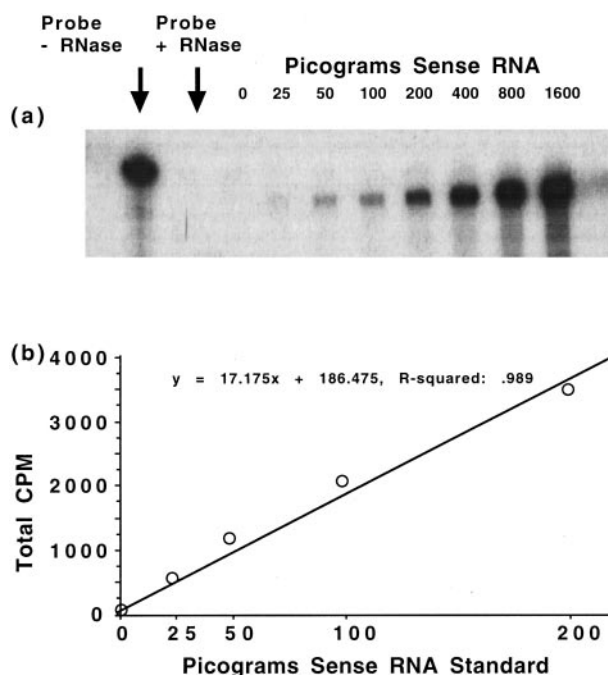 Probe Probe
- RNase + RNase
Picograms Sense RNA
0 25 50 100 200 400 800 1600
(a)
(b)
4000
y = 17.175x + 186.475, R-squared: .989
3000
2000
1000
0
Total CPM
0 25 50 100 200
Picograms Sense RNA Standard